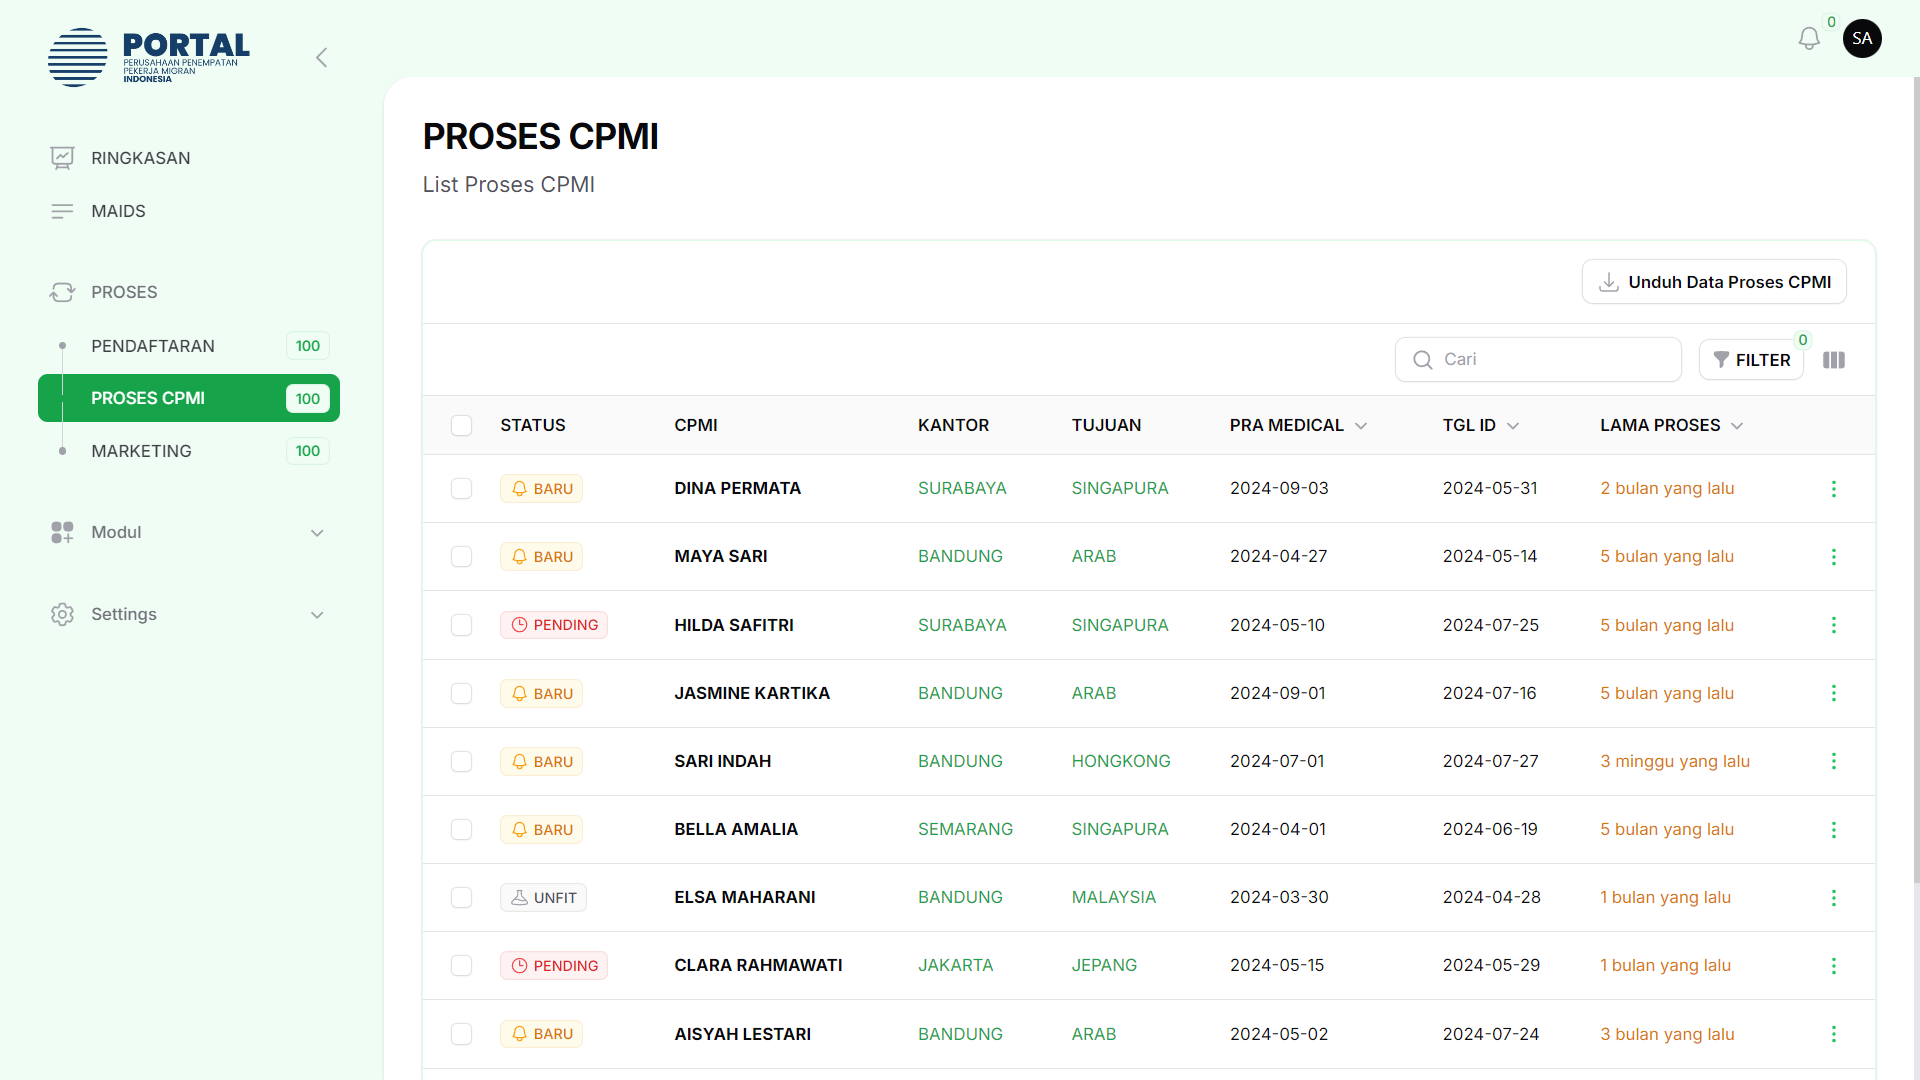 PORTAL
PERUSAHAAN PENEMPATAN
PEKERJA MIGRAN
INDONESIA
0
SA
RINGKASAN
MAIDS
PROSES
PENDAFTARAN 100
PROSES CPMI 100
MARKETING 100
Modul
Settings
PROSES CPMI
List Proses CPMI
Unduh Data Proses CPMI
Cari
FILTER 0
STATUS CPMI KANTOR TUJUAN PRA MEDICAL TGL ID LAMA PROSES
BARU DINA PERMATA SURABAYA SINGAPURA 2024-09-03 2024-05-31 2 bulan yang lalu
BARU MAYA SARI BANDUNG ARAB 2024-04-27 2024-05-14 5 bulan yang lalu
PENDING HILDA SAFITRI SURABAYA SINGAPURA 2024-05-10 2024-07-25 5 bulan yang lalu
BARU JASMINE KARTIKA BANDUNG ARAB 2024-09-01 2024-07-16 5 bulan yang lalu
BARU SARI INDAH BANDUNG HONGKONG 2024-07-01 2024-07-27 3 minggu yang lalu
BARU BELLA AMALIA SEMARANG SINGAPURA 2024-04-01 2024-06-19 5 bulan yang lalu
UNFIT ELSA MAHARANI BANDUNG MALAYSIA 2024-03-30 2024-04-28 1 bulan yang lalu
PENDING CLARA RAHMAWATI JAKARTA JEPANG 2024-05-15 2024-05-29 1 bulan yang lalu
BARU AISYAH LESTARI BANDUNG ARAB 2024-05-02 2024-07-24 3 bulan yang lalu